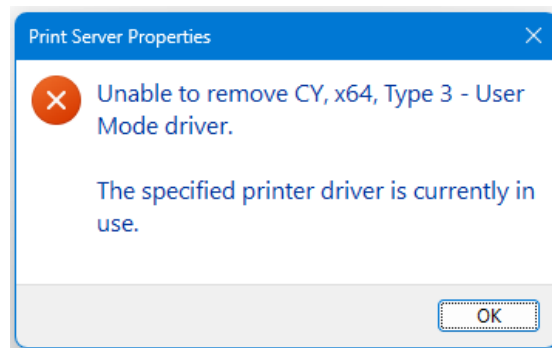 Print Server Properties
Unable to remove CY, x64, Type 3 - User
Mode driver.
The specified printer driver is currently in
use.
OK